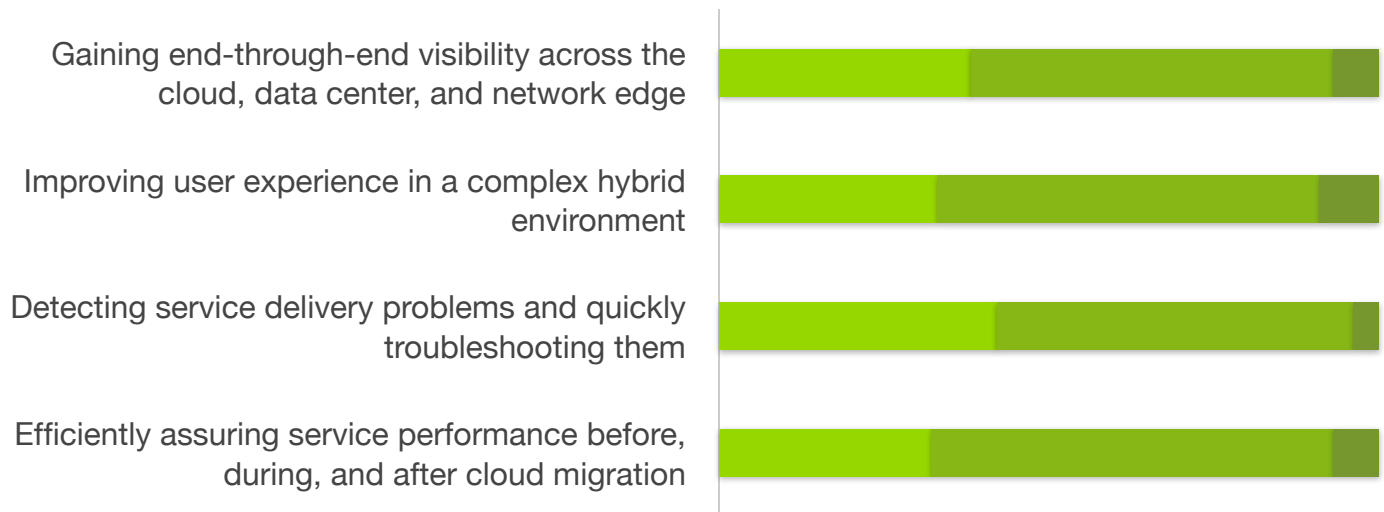 Gaining end-through-end visibility across the
cloud, data center, and network edge
Improving user experience in a complex hybrid
environment
Detecting service delivery problems and quickly
troubleshooting them
Efficiently assuring service performance before,
during, and after cloud migration